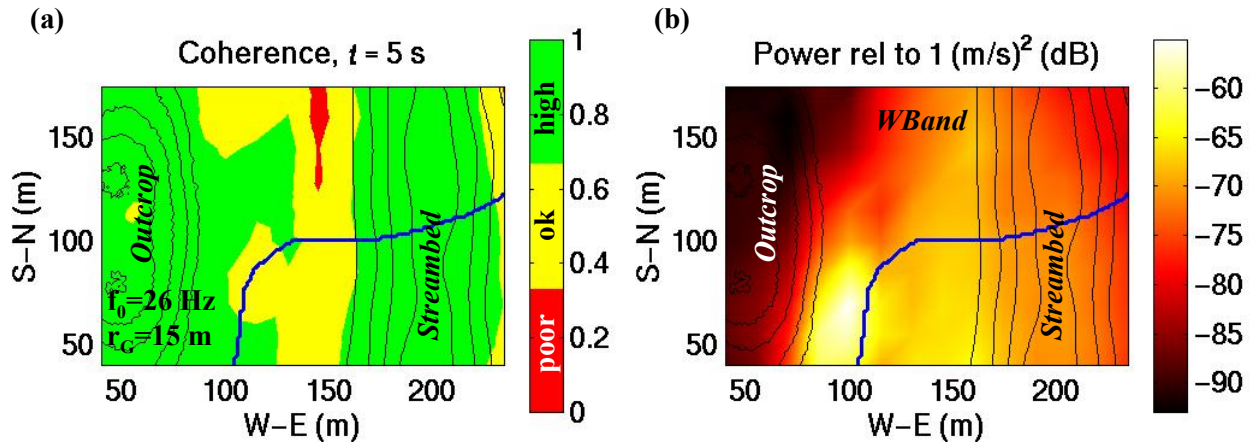 (a)
Coherence, t = 5 s
S–N (m)
150
100
50
Outcrop
Streambed
f₀=26 Hz
r_G=15 m
50
100
150
200
W–E (m)
1
0.8
0.6
0.4
0.2
0
high
ok
poor
(b)
Power rel to 1 (m/s)² (dB)
S–N (m)
150
100
50
WBand
Outcrop
Streambed
50
100
150
200
W–E (m)
−60
−65
−70
−75
−80
−85
−90